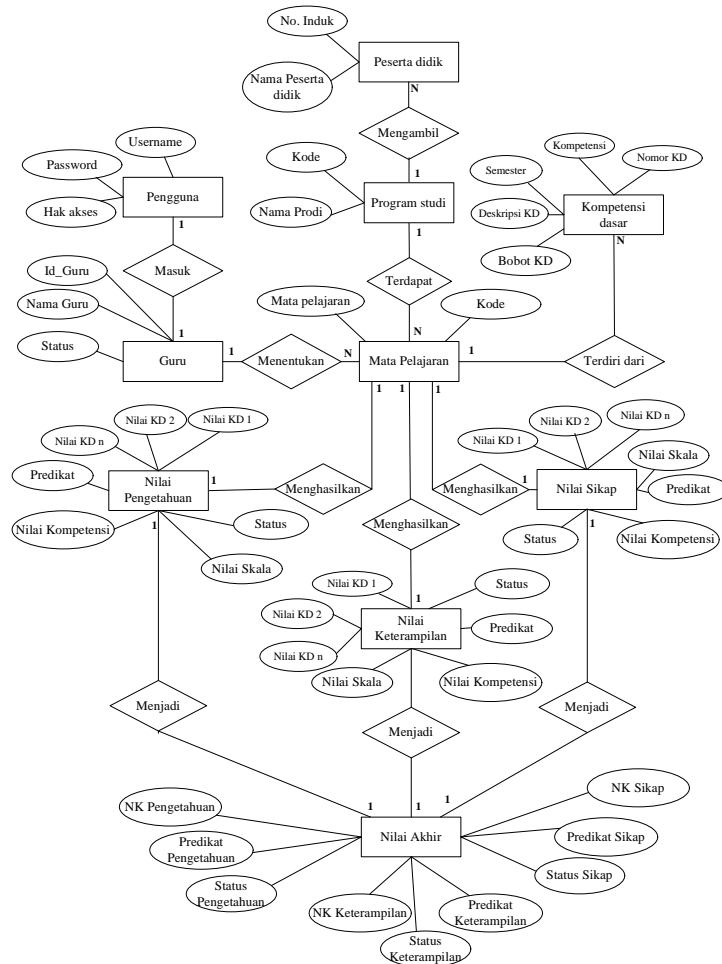 No. Induk
Peserta didik
Nama Peserta
didik
N
Mengambil
Username
Kode
Kompetensi
Nomor KD
Password
Semester
1
Pengguna
Program studi
Kompetensi
dasar
Hak akses
Nama Prodi
Deskripsi KD
1
1
N
Bobot KD
Masuk
Id_Guru
Terdapat
Mata pelajaran
Kode
Nama Guru
Status
1
N
Guru
1
Menentukan
N
Mata Pelajaran
1
Terdiri dari
1
1
1
Nilai KD 2
Nilai KD 1
Nilai KD n
Nilai KD 2
Nilai KD n
Nilai KD 1
Predikat
Nilai
Pengetahuan
1
Menghasilkan
Menghasilkan
1
Nilai Sikap
Nilai Skala
Predikat
Nilai Kompetensi
1
Status
Menghasilkan
Status
1
Nilai Kompetensi
Nilai Skala
Nilai KD 1
1
Status
Nilai KD 2
Nilai
Keterampilan
Predikat
Nilai KD n
Nilai Skala
Nilai Kompetensi
Menjadi
Menjadi
Menjadi
NK Pengetahuan
1
1
1
NK Sikap
Predikat
Pengetahuan
Nilai Akhir
Predikat Sikap
Status
Pengetahuan
Status Sikap
NK Keterampilan
Predikat
Keterampilan
Status
Keterampilan